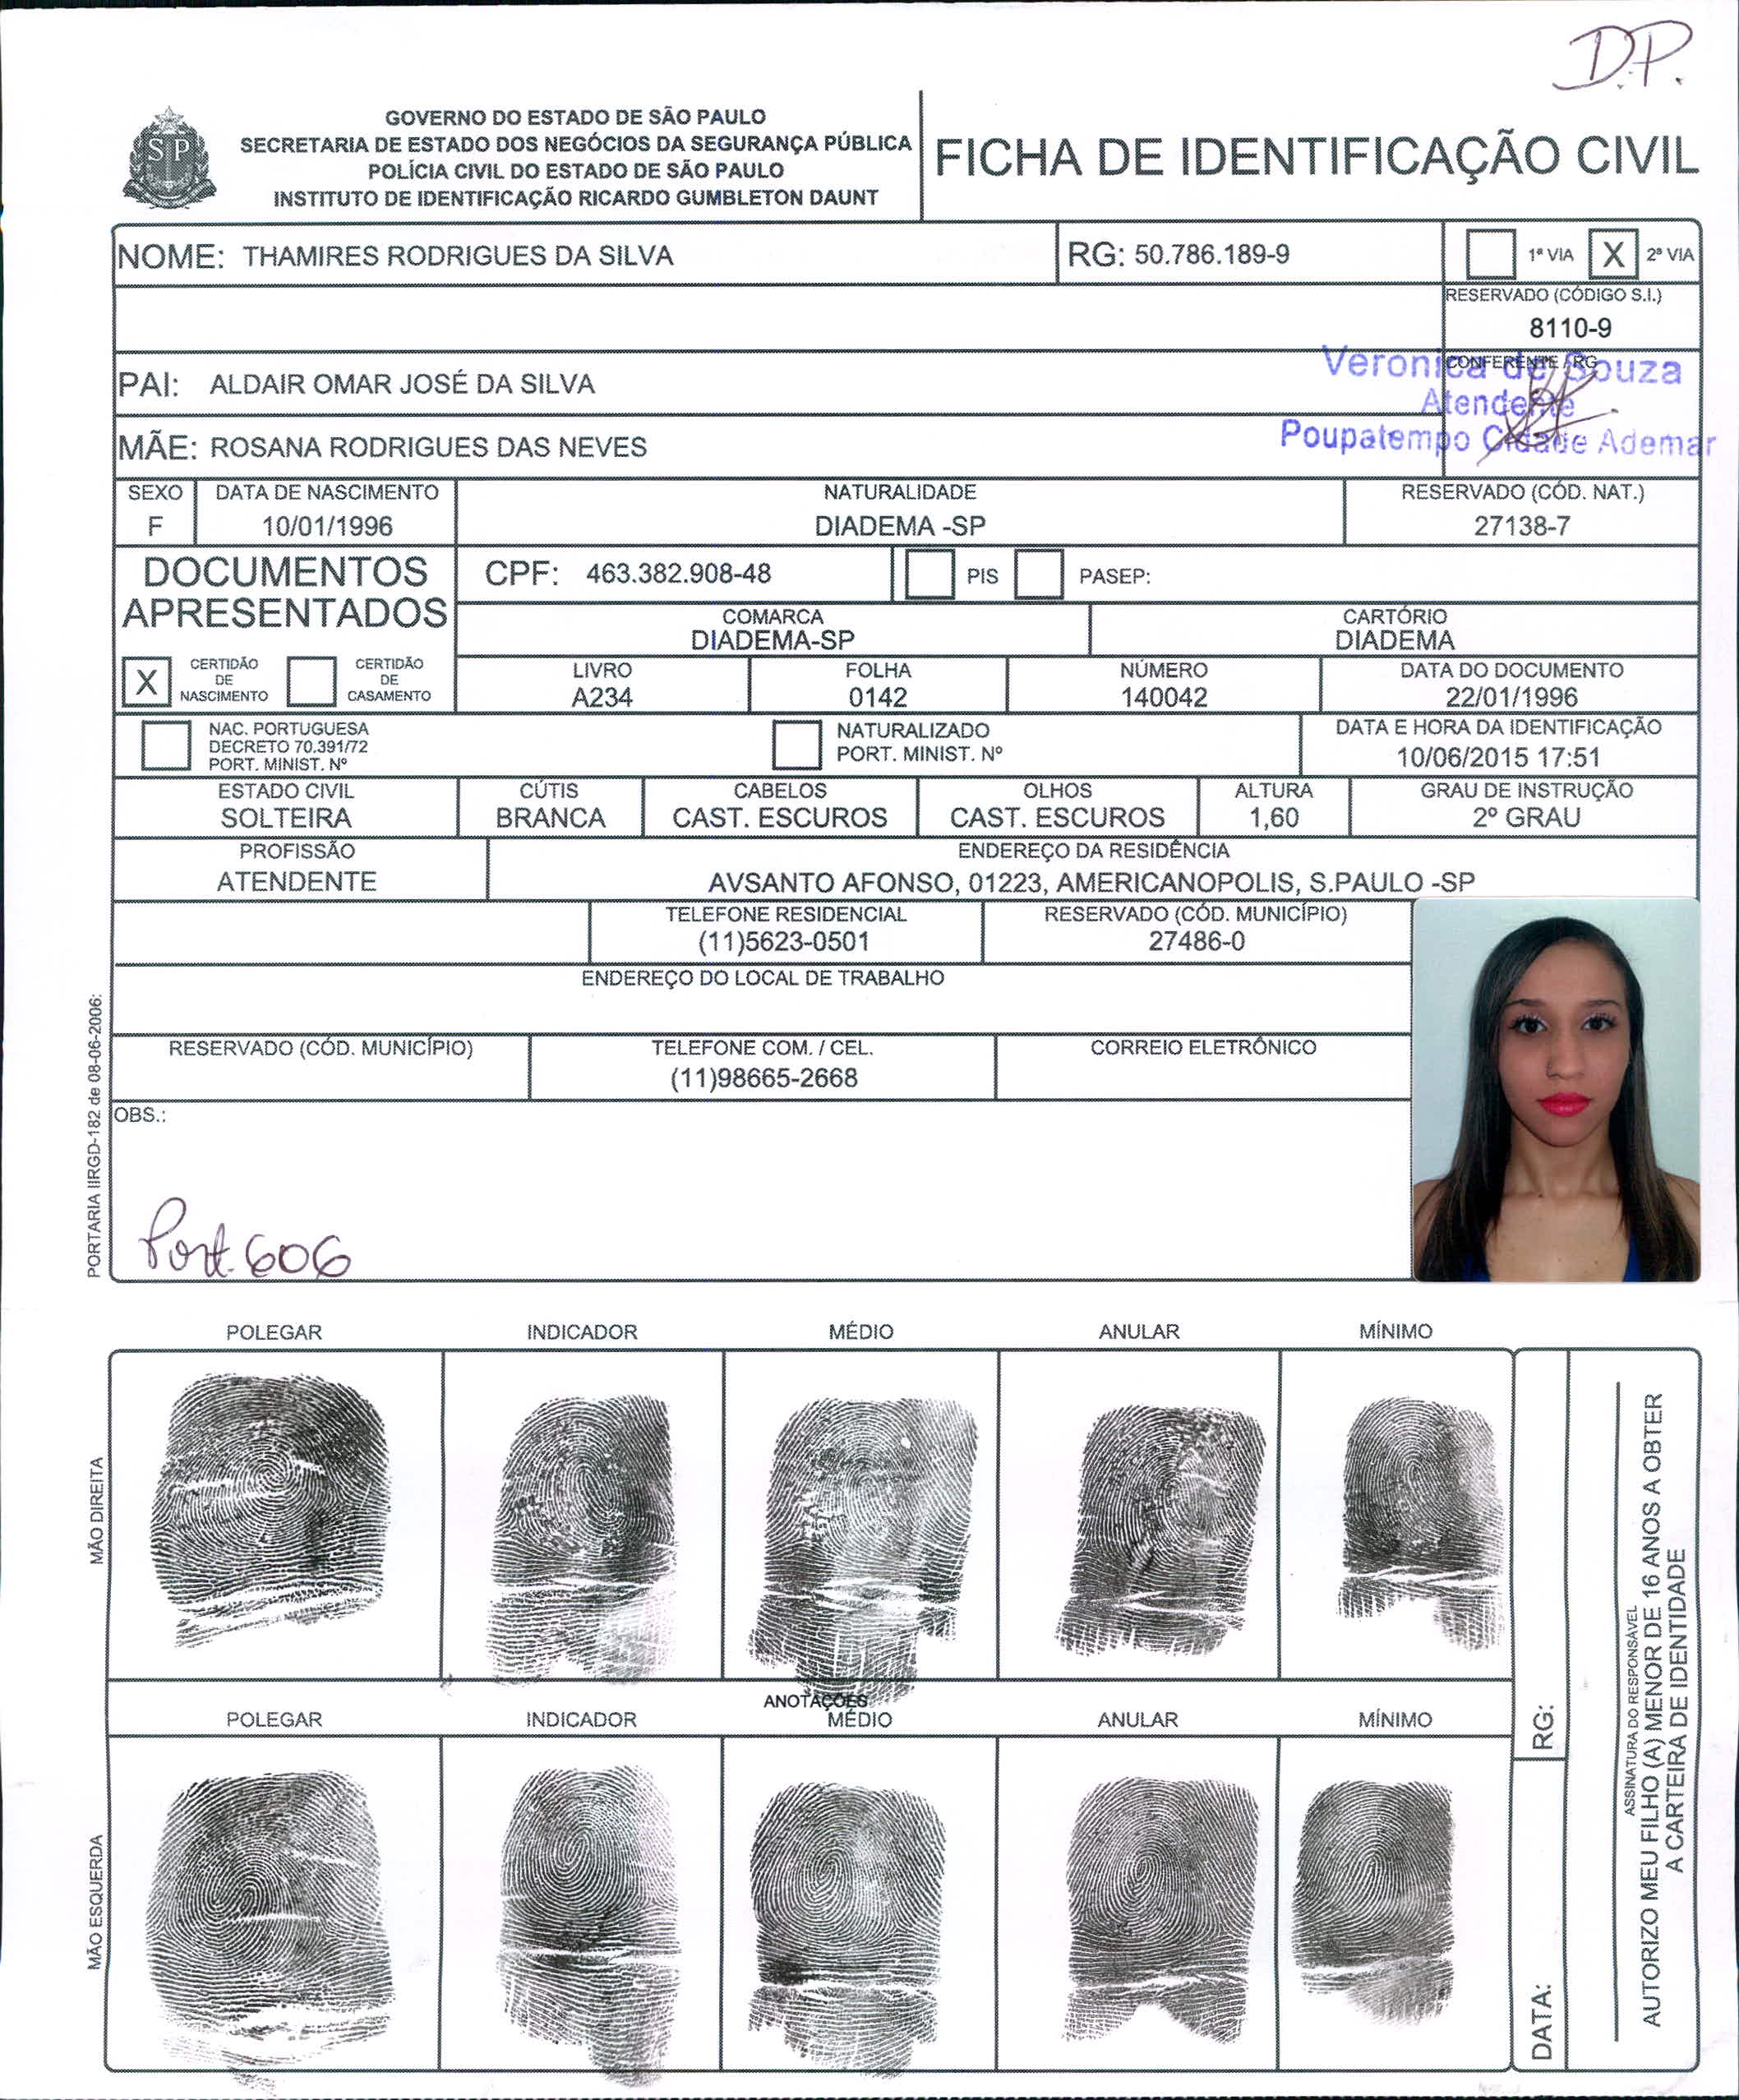 D.P.
SP
GOVERNO DO ESTADO DE SÃO PAULO
SECRETARIA DE ESTADO DOS NEGÓCIOS DA SEGURANÇA PÚBLICA
POLÍCIA CIVIL DO ESTADO DE SÃO PAULO
INSTITUTO DE IDENTIFICAÇÃO RICARDO GUMBLETON DAUNT
FICHA DE IDENTIFICAÇÃO CIVIL
NOME: THAMIRES RODRIGUES DA SILVA
RG: 50.786.189-9
1ª VIA X 2ª VIA
RESERVADO (CÓDIGO S.I.)
8110-9
PAI: ALDAIR OMAR JOSÉ DA SILVA
CONFERENTE / RG
Veronica de Souza
Atendente
Poupatempo Cidade Ademar
MÃE: ROSANA RODRIGUES DAS NEVES
SEXO
F
DATA DE NASCIMENTO
10/01/1996
NATURALIDADE
DIADEMA -SP
RESERVADO (CÓD. NAT.)
27138-7
DOCUMENTOS
APRESENTADOS
CPF: 463.382.908-48
PIS
PASEP:
COMARCA
DIADEMA-SP
CARTÓRIO
DIADEMA
X
CERTIDÃO
DE
NASCIMENTO
CERTIDÃO
DE
CASAMENTO
LIVRO
A234
FOLHA
0142
NÚMERO
140042
DATA DO DOCUMENTO
22/01/1996
NAC. PORTUGUESA
DECRETO 70.391/72
PORT. MINIST. Nº
NATURALIZADO
PORT. MINIST. Nº
DATA E HORA DA IDENTIFICAÇÃO
10/06/2015 17:51
ESTADO CIVIL
SOLTEIRA
CÚTIS
BRANCA
CABELOS
CAST. ESCUROS
OLHOS
CAST. ESCUROS
ALTURA
1,60
GRAU DE INSTRUÇÃO
2º GRAU
PROFISSÃO
ATENDENTE
ENDEREÇO DA RESIDÊNCIA
AVSANTO AFONSO, 01223, AMERICANOPOLIS, S.PAULO -SP
TELEFONE RESIDENCIAL
(11)5623-0501
RESERVADO (CÓD. MUNICÍPIO)
27486-0
ENDEREÇO DO LOCAL DE TRABALHO
RESERVADO (CÓD. MUNICÍPIO)
TELEFONE COM. / CEL.
(11)98665-2668
CORREIO ELETRÔNICO
OBS.:
Port. 606
PORTARIA IIRGD-182 de 08-06-2006:
POLEGAR
INDICADOR
MÉDIO
ANULAR
MÍNIMO
MÃO DIREITA
ANOTAÇÕES
POLEGAR
INDICADOR
MÉDIO
ANULAR
MÍNIMO
MÃO ESQUERDA
RG:
DATA:
ASSINATURA DO RESPONSÁVEL
AUTORIZO MEU FILHO (A) MENOR DE 16 ANOS A OBTER
A CARTEIRA DE IDENTIDADE